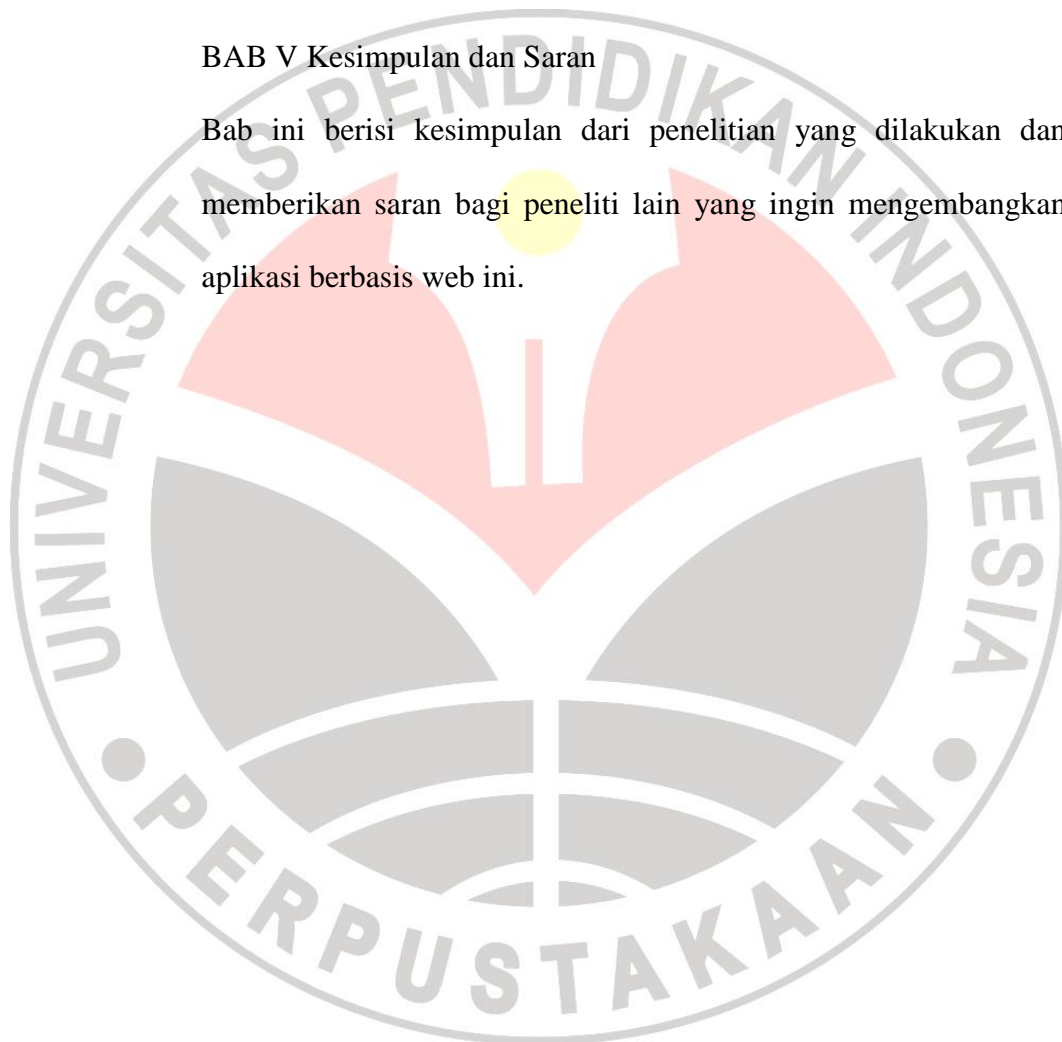 BAB V Kesimpulan dan Saran
Bab ini berisi kesimpulan dari penelitian yang dilakukan dan
memberikan saran bagi peneliti lain yang ingin mengembangkan
aplikasi berbasis web ini.
UNIVERSITAS PENDIDIKAN INDONESIA
PERPUSTAKAAN